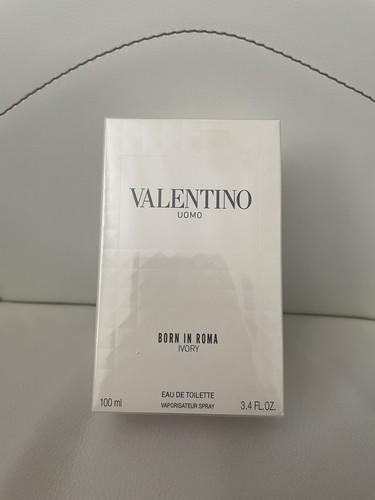 VALENTINO
UOMO
BORN IN ROMA
IVORY
EAU DE TOILETTE
100 ml VAPORISATEUR SPRAY 3.4 FL.OZ.